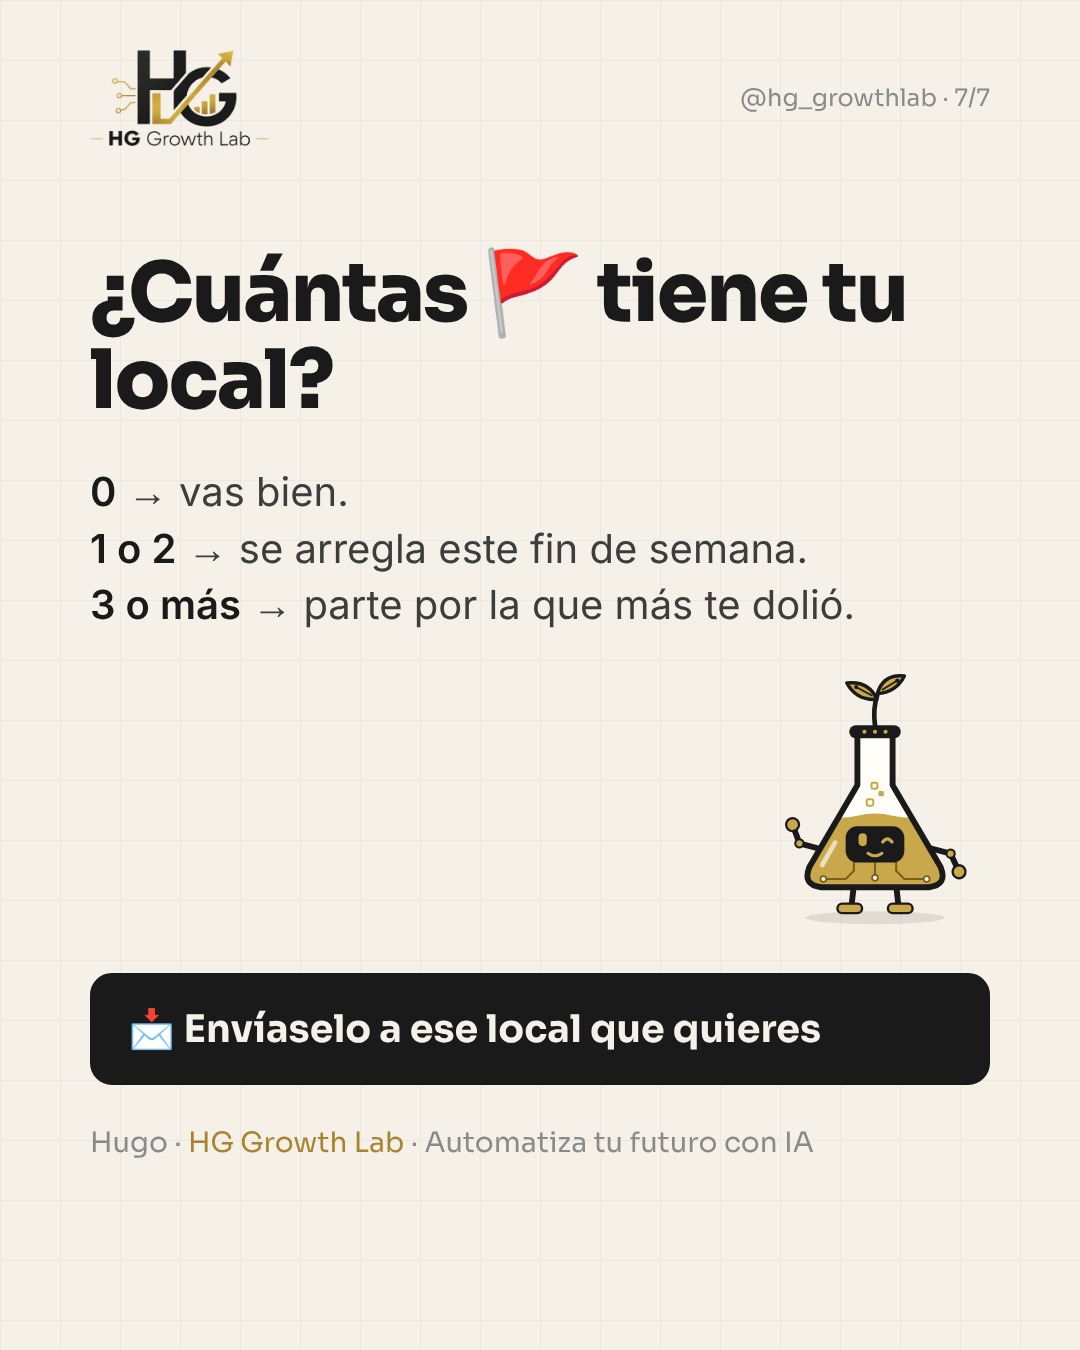 HG
HG Growth Lab
@hg_growthlab · 7/7
¿Cuántas 🚩 tiene tu
local?
0 → vas bien.
1 o 2 → se arregla este fin de semana.
3 o más → parte por la que más te dolió.
📩 Envíaselo a ese local que quieres
Hugo · HG Growth Lab · Automatiza tu futuro con IA